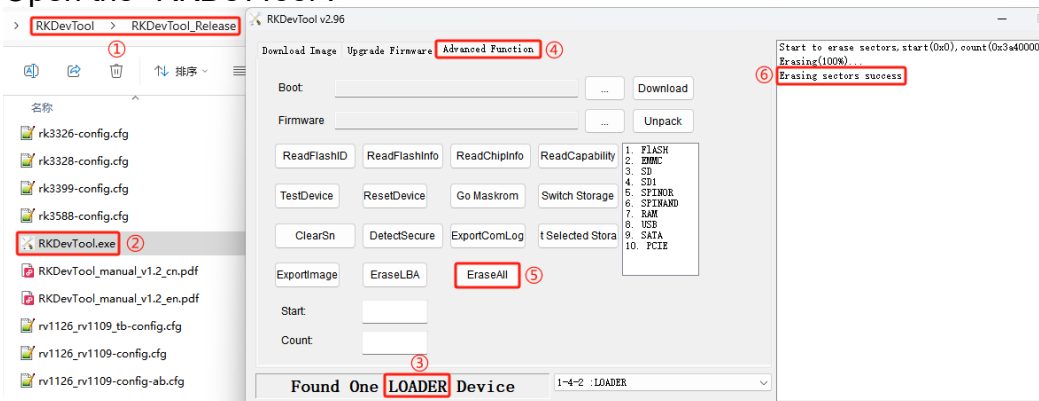 RKDevTool > RKDevTool_Release
①
排序
名称
rk3326-config.cfg
rk3328-config.cfg
rk3399-config.cfg
rk3588-config.cfg
RKDevTool.exe ②
RKDevTool_manual_v1.2_cn.pdf
RKDevTool_manual_v1.2_en.pdf
rv1126_rv1109_tb-config.cfg
rv1126_rv1109-config.cfg
rv1126_rv1109-config-ab.cfg
RKDevTool v2.96
Download Image Upgrade Firmware Advanced Function ④
Boot: ... Download
Firmware ... Unpack
ReadFlashID ReadFlashInfo ReadChipInfo ReadCapability
TestDevice ResetDevice Go Maskrom Switch Storage
ClearSn DetectSecure ExportComLog t Selected Stora
ExportImage EraseLBA EraseAll ⑤
1. FlASH
2. EMMC
3. SD
4. SD1
5. SPINOR
6. SPINAND
7. RAM
8. USB
9. SATA
10. PCIE
Start:
Count:
③
Found One LOADER Device 1-4-2 :LOADER
Start to erase sectors,start(0x0),count(0x3a40000
Erasing(100%)...
⑥ Erasing sectors success